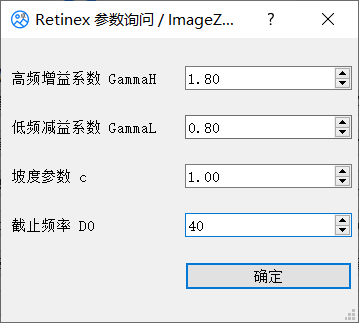 Retinex 参数询问 / ImageZ...
高频增益系数 GammaH
1.80
低频减益系数 GammaL
0.80
坡度参数 c
1.00
截止频率 D0
40
确定